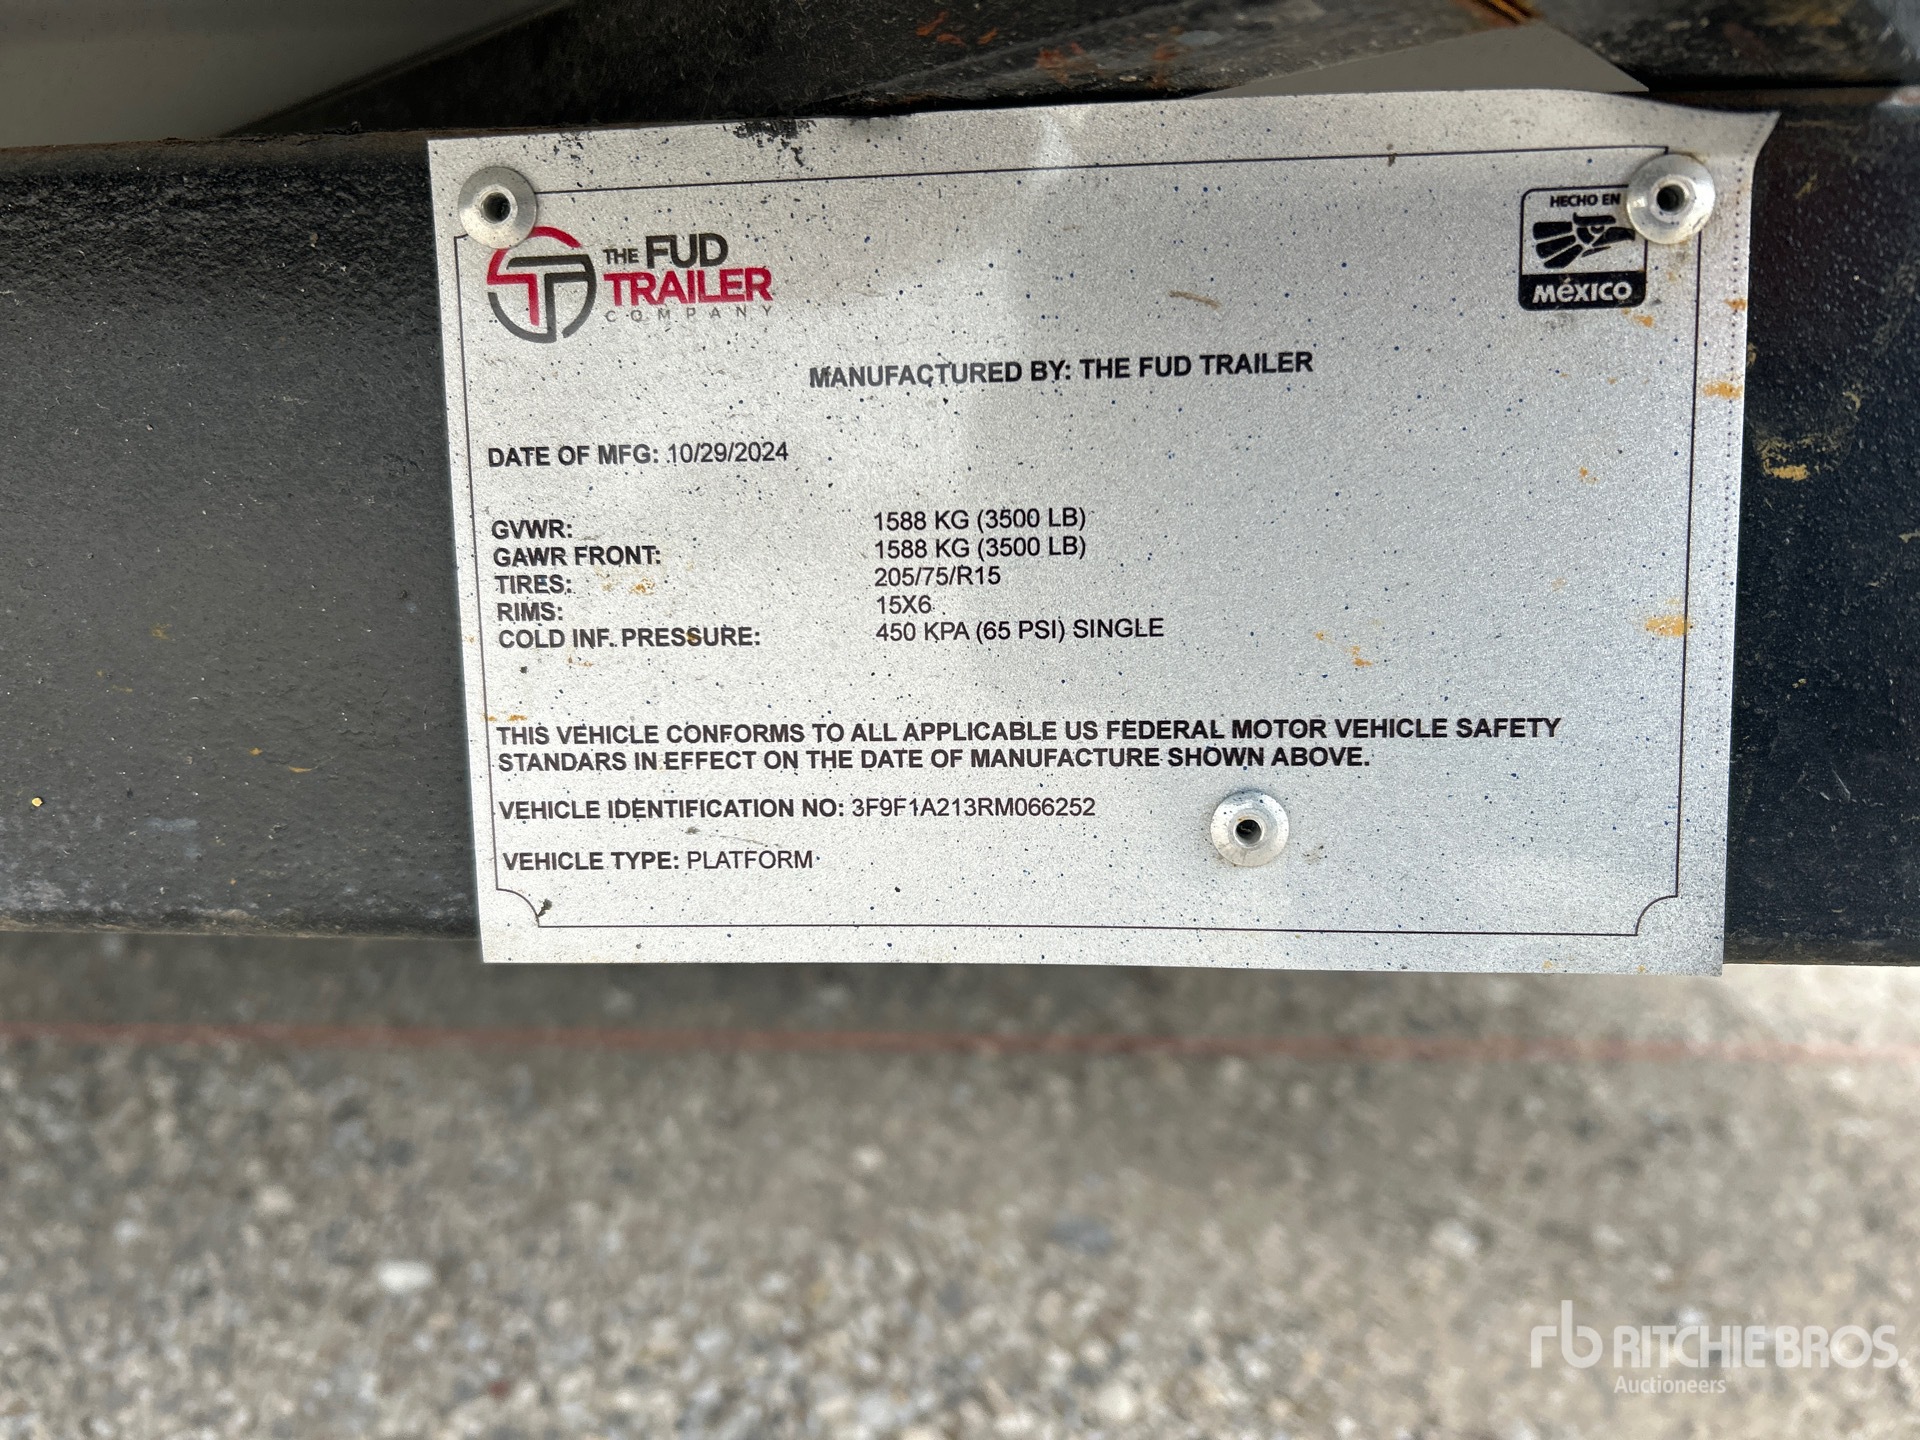 THE FUD
TRAILER
COMPANY
HECHO EN
MéXICO
MANUFACTURED BY: THE FUD TRAILER
DATE OF MFG: 10/29/2024
GVWR: 1588 KG (3500 LB)
GAWR FRONT: 1588 KG (3500 LB)
TIRES: 205/75/R15
RIMS: 15X6
COLD INF. PRESSURE: 450 KPA (65 PSI) SINGLE
THIS VEHICLE CONFORMS TO ALL APPLICABLE US FEDERAL MOTOR VEHICLE SAFETY
STANDARS IN EFFECT ON THE DATE OF MANUFACTURE SHOWN ABOVE.
VEHICLE IDENTIFICATION NO: 3F9F1A213RM066252
VEHICLE TYPE: PLATFORM
rb RITCHIE BROS.
Auctioneers